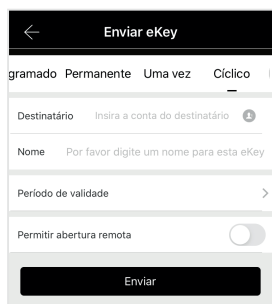 Enviar eKey
gramado Permanente Uma vez Cíclico
Destinatário Insira a conta do destinatário
Nome Por favor digite um nome para esta eKey
Período de validade
Permitir abertura remota
Enviar